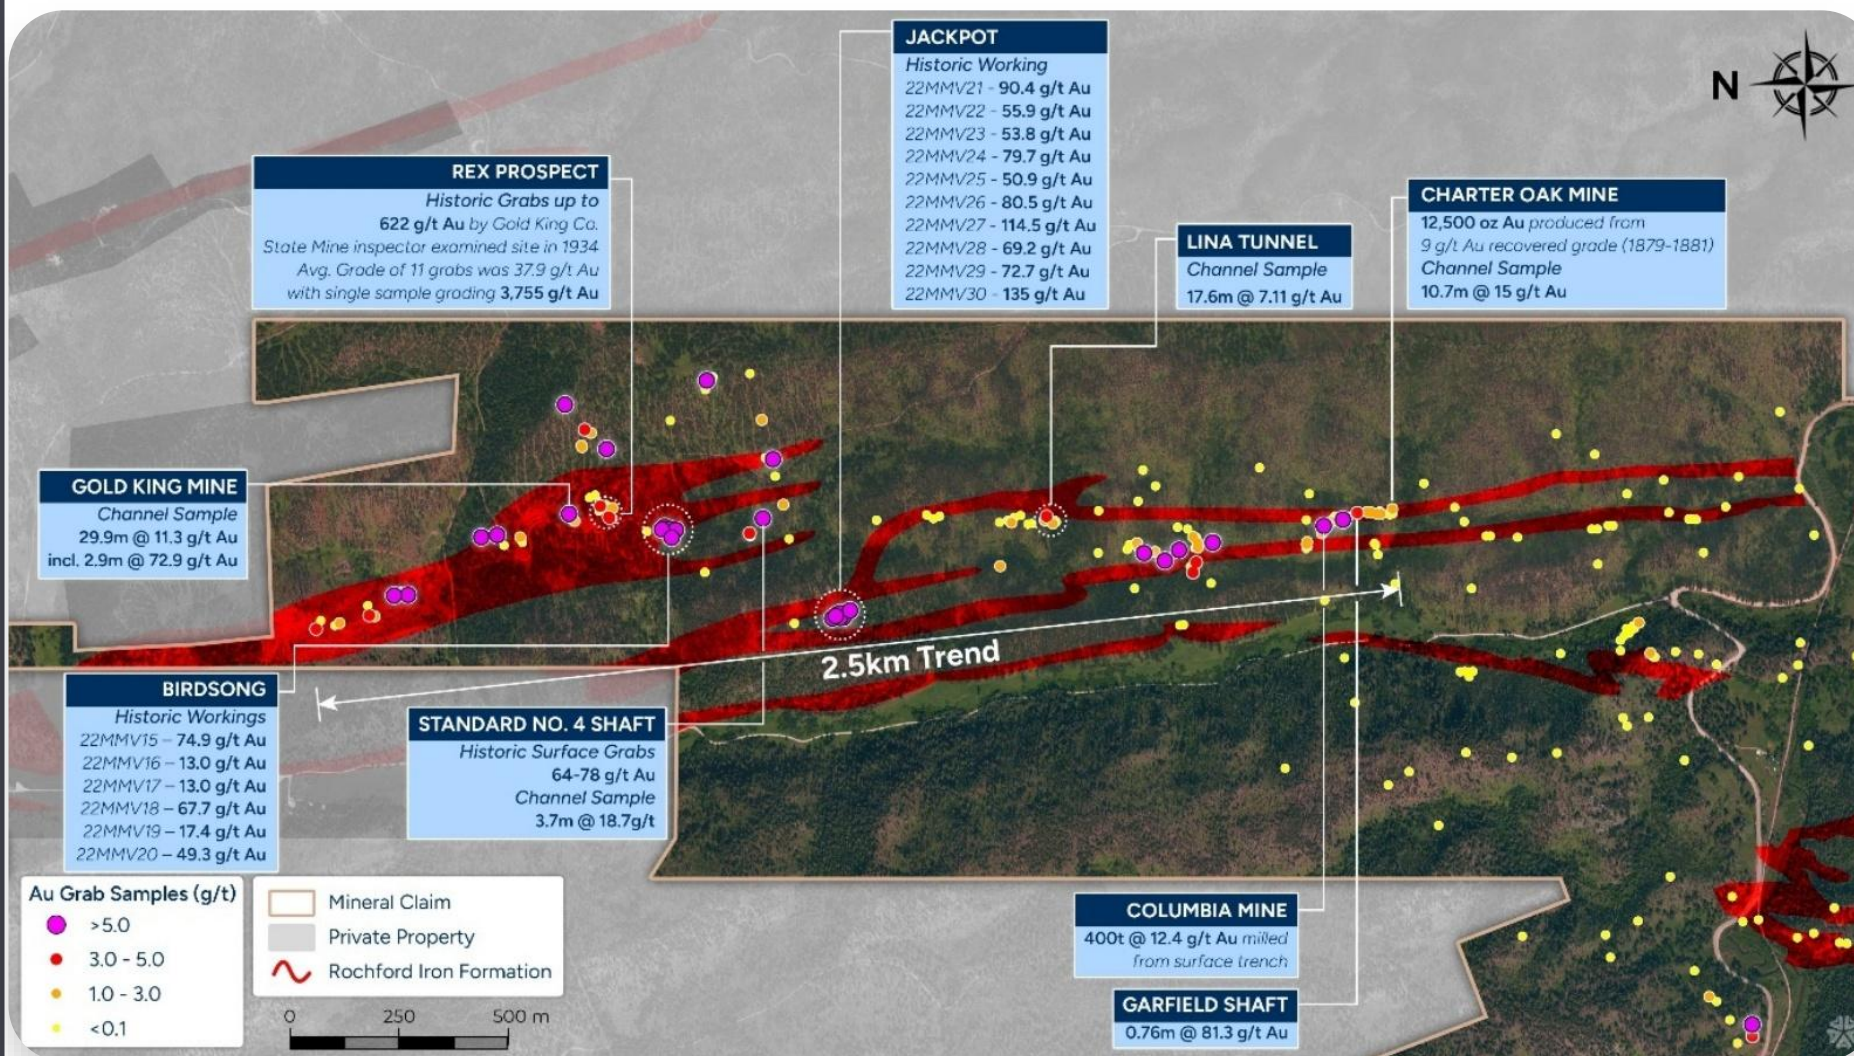 JACKPOT
Historic Working
22MMV21 - 90.4 g/t Au
22MMV22 - 55.9 g/t Au
22MMV23 - 53.8 g/t Au
22MMV24 - 79.7 g/t Au
22MMV25 - 50.9 g/t Au
22MMV26 - 80.5 g/t Au
22MMV27 - 114.5 g/t Au
22MMV28 - 69.2 g/t Au
22MMV29 - 72.7 g/t Au
22MMV30 - 135 g/t Au
N
REX PROSPECT
Historic Grabs up to
622 g/t Au by Gold King Co.
State Mine inspector examined site in 1934
Avg. Grade of 11 grabs was 37.9 g/t Au
with single sample grading 3,755 g/t Au
LINA TUNNEL
Channel Sample
17.6m @ 7.11 g/t Au
CHARTER OAK MINE
12,500 oz Au produced from
9 g/t Au recovered grade (1879-1881)
Channel Sample
10.7m @ 15 g/t Au
GOLD KING MINE
Channel Sample
29.9m @ 11.3 g/t Au
incl. 2.9m @ 72.9 g/t Au
2.5km Trend
BIRDSONG
Historic Workings
22MMV15 – 74.9 g/t Au
22MMV16 – 13.0 g/t Au
22MMV17 – 13.0 g/t Au
22MMV18 – 67.7 g/t Au
22MMV19 – 17.4 g/t Au
22MMV20 – 49.3 g/t Au
STANDARD NO. 4 SHAFT
Historic Surface Grabs
64-78 g/t Au
Channel Sample
3.7m @ 18.7g/t
COLUMBIA MINE
400t @ 12.4 g/t Au milled
from surface trench
GARFIELD SHAFT
0.76m @ 81.3 g/t Au
Au Grab Samples (g/t)
>5.0
3.0 - 5.0
1.0 - 3.0
<0.1
Mineral Claim
Private Property
Rochford Iron Formation
0 250 500 m